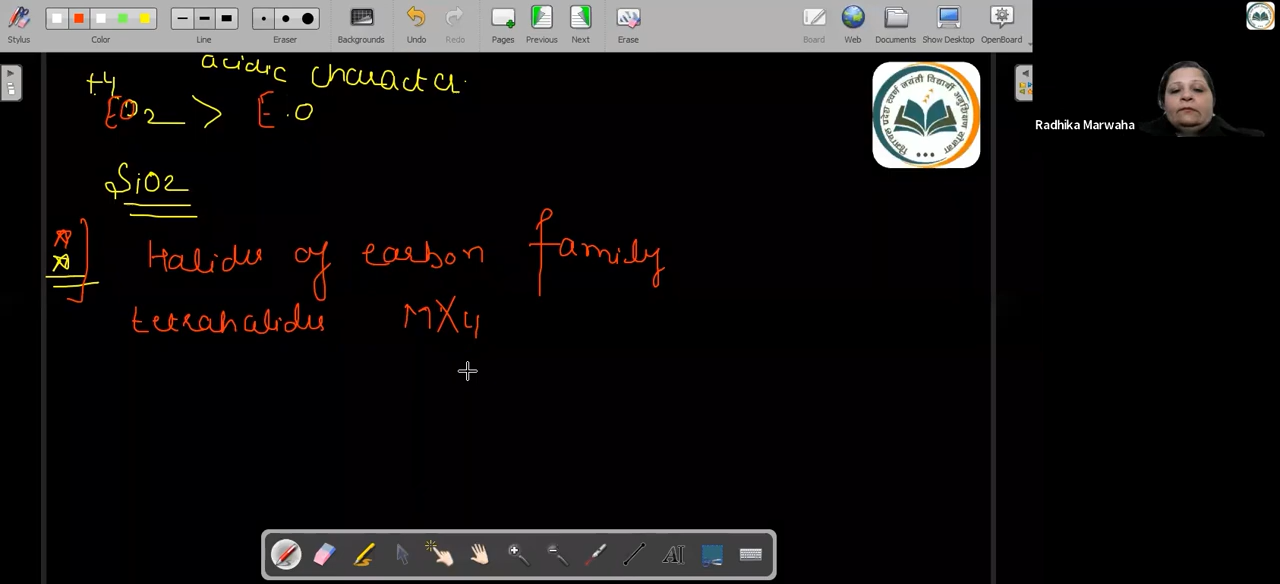 Stylus Color Line Eraser Backgrounds Undo Redo Pages Previous Next Erase Board Web Documents Show Desktop OpenBoard
acidic character.
+4
EO2 > E.O
SiO2
Halides of carbon family
tetrahalides MX4
Radhika Marwaha